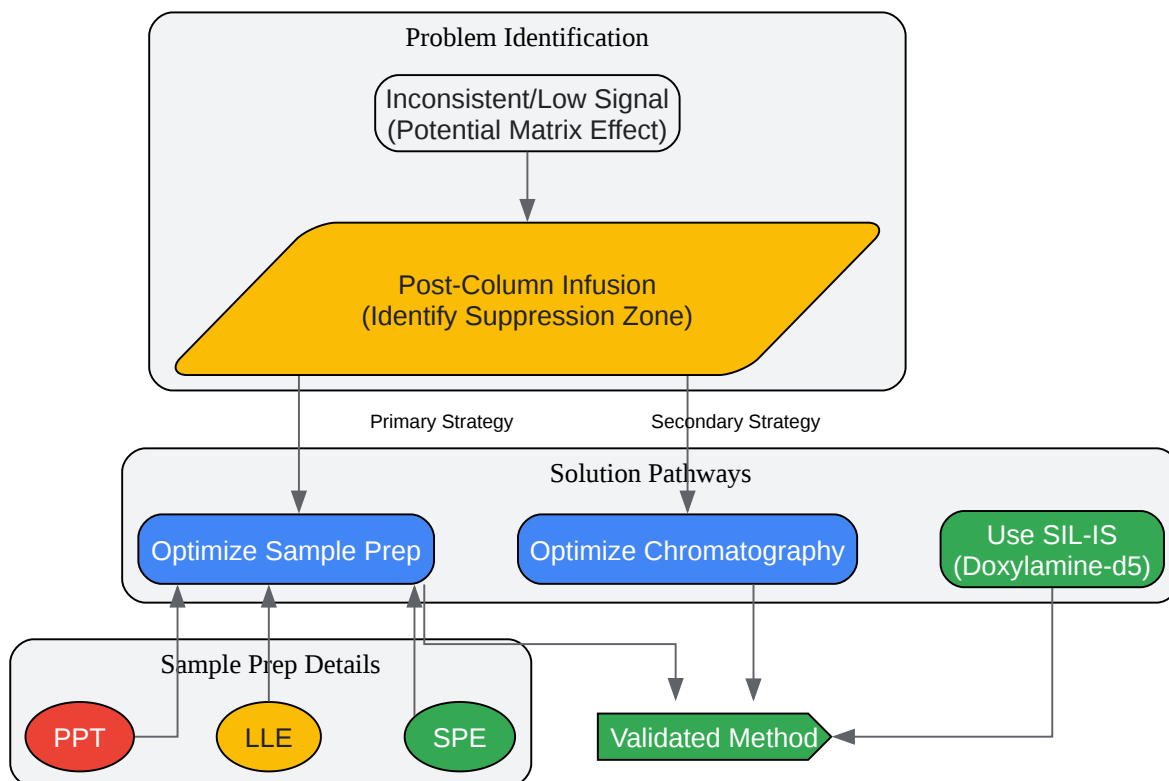 Problem Identification
Inconsistent/Low Signal
(Potential Matrix Effect)
Post-Column Infusion
(Identify Suppression Zone)
Primary Strategy
Secondary Strategy
Solution Pathways
Optimize Sample Prep
Optimize Chromatography
Use SIL-IS
(Doxylamine-d5)
Sample Prep Details
PPT
LLE
SPE
Validated Method